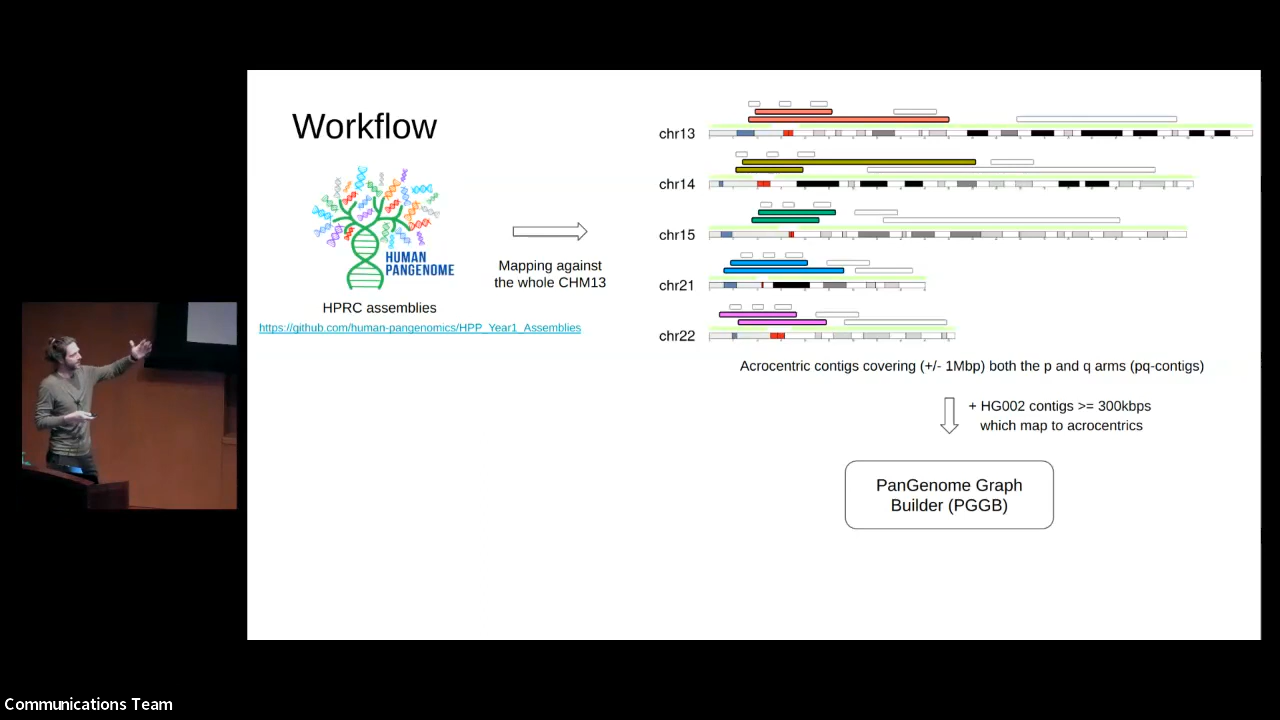 Workflow
HUMAN
PANGENOME
HPRC assemblies
https://github.com/human-pangenomics/HPP_Year1_Assemblies
Mapping against
the whole CHM13
chr13
chr14
chr15
chr21
chr22
Acrocentric contigs covering (+/- 1Mbp) both the p and q arms (pq-contigs)
+ HG002 contigs >= 300kbps
which map to acrocentrics
PanGenome Graph
Builder (PGGB)
Communications Team